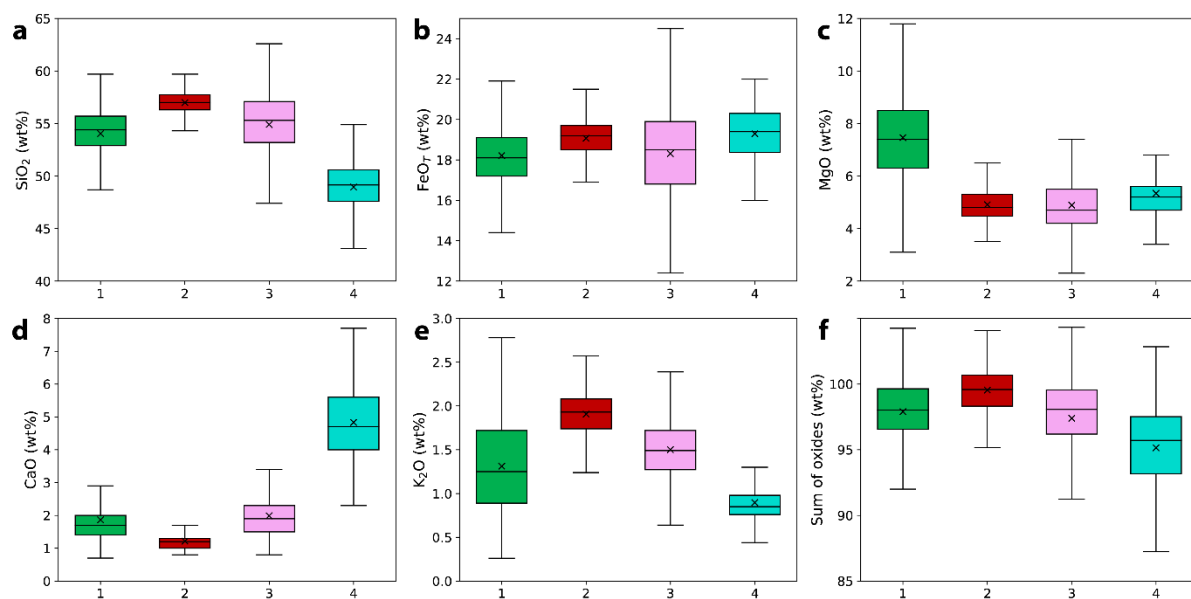 a
SiO2 (wt%)
65
60
55
50
45
40
1 2 3 4
b
FeOT (wt%)
24
22
20
18
16
14
12
1 2 3 4
c
MgO (wt%)
12
10
8
6
4
2
1 2 3 4
d
CaO (wt%)
8
7
6
5
4
3
2
1
0
1 2 3 4
e
K2O (wt%)
3.0
2.5
2.0
1.5
1.0
0.5
0.0
1 2 3 4
f
Sum of oxides (wt%)
100
95
90
85
1 2 3 4